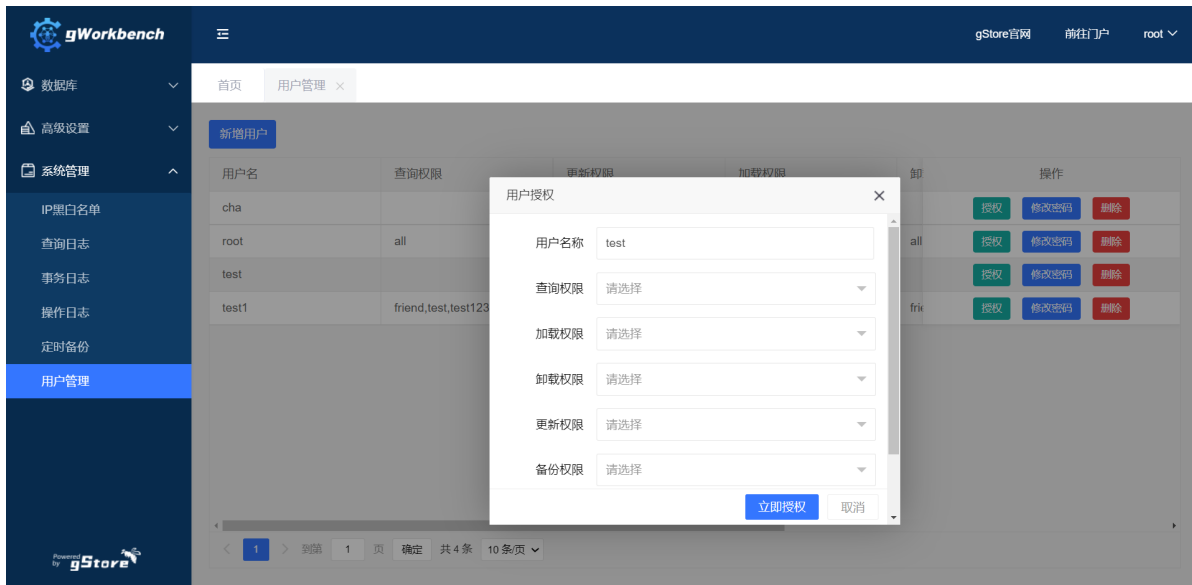 gWorkbench
gStore官网 前往门户 root
数据库
高级设置
系统管理
IP黑白名单
查询日志
事务日志
操作日志
定时备份
用户管理
Powered by gStore
首页 用户管理
新增用户
用户名 查询权限 更新权限 加载权限 卸 操作
cha 授权 修改密码 删除
root all all 授权 修改密码 删除
test 授权 修改密码 删除
test1 friend,test,test123 frie 授权 修改密码 删除
用户授权
用户名称 test
查询权限 请选择
加载权限 请选择
卸载权限 请选择
更新权限 请选择
备份权限 请选择
立即授权 取消
1 到第 1 页 确定 共 4 条 10 条/页